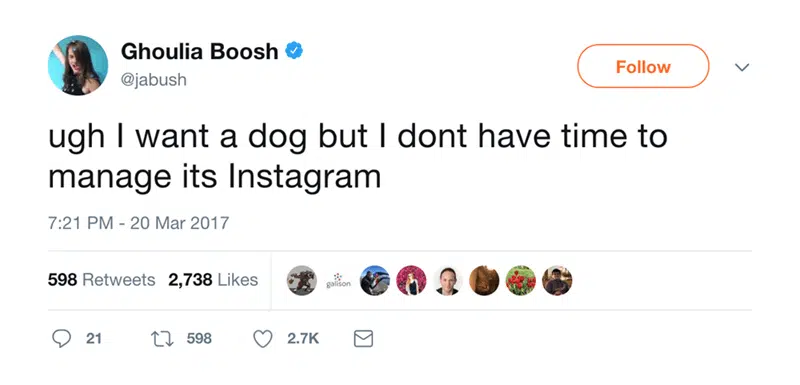 Ghoulia Boosh
@jabush
Follow
ugh I want a dog but I dont have time to
manage its Instagram
7:21 PM - 20 Mar 2017
598 Retweets 2,738 Likes
galison
21 598 2.7K